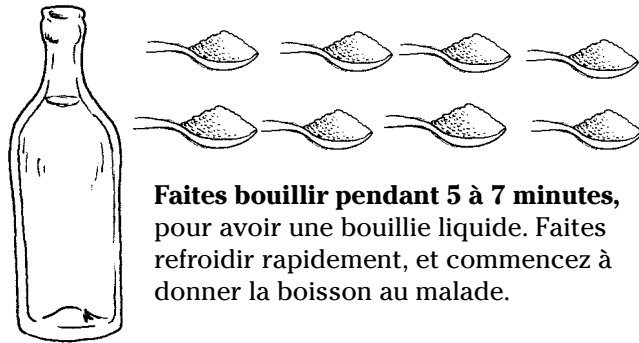 Faites bouillir pendant 5 à 7 minutes,
pour avoir une bouillie liquide. Faites
refroidir rapidement, et commencez à
donner la boisson au malade.